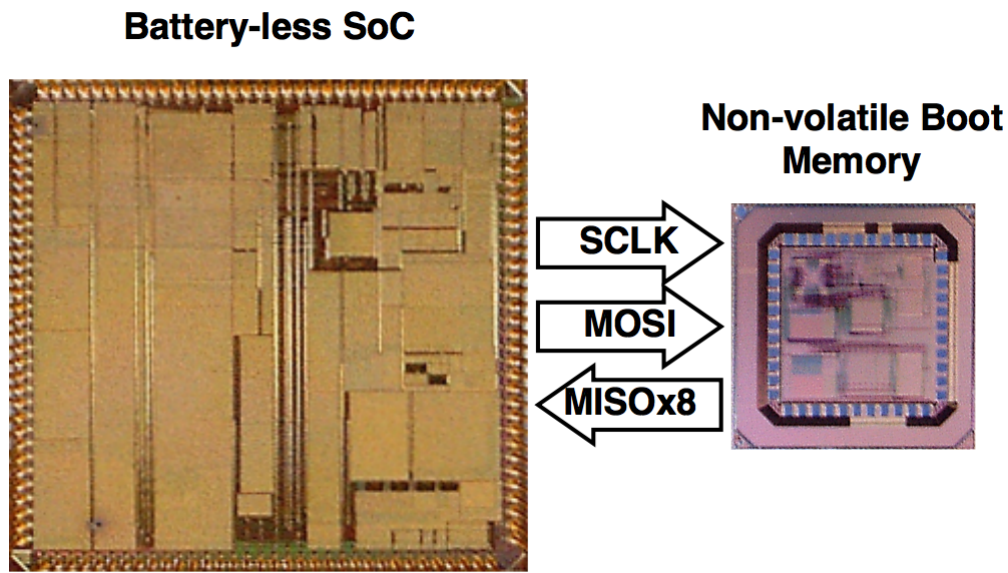 Battery-less SoC
Non-volatile Boot
Memory
SCLK
MOSI
MISOx8